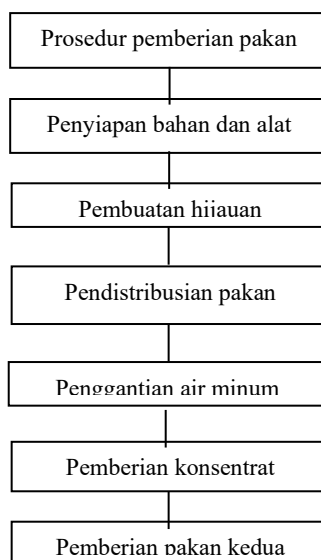 Prosedur pemberian pakan
Penyiapan bahan dan alat
Pembuatan hijauan
Pendistribusian pakan
Penggantian air minum
Pemberian konsentrat
Pemberian pakan kedua